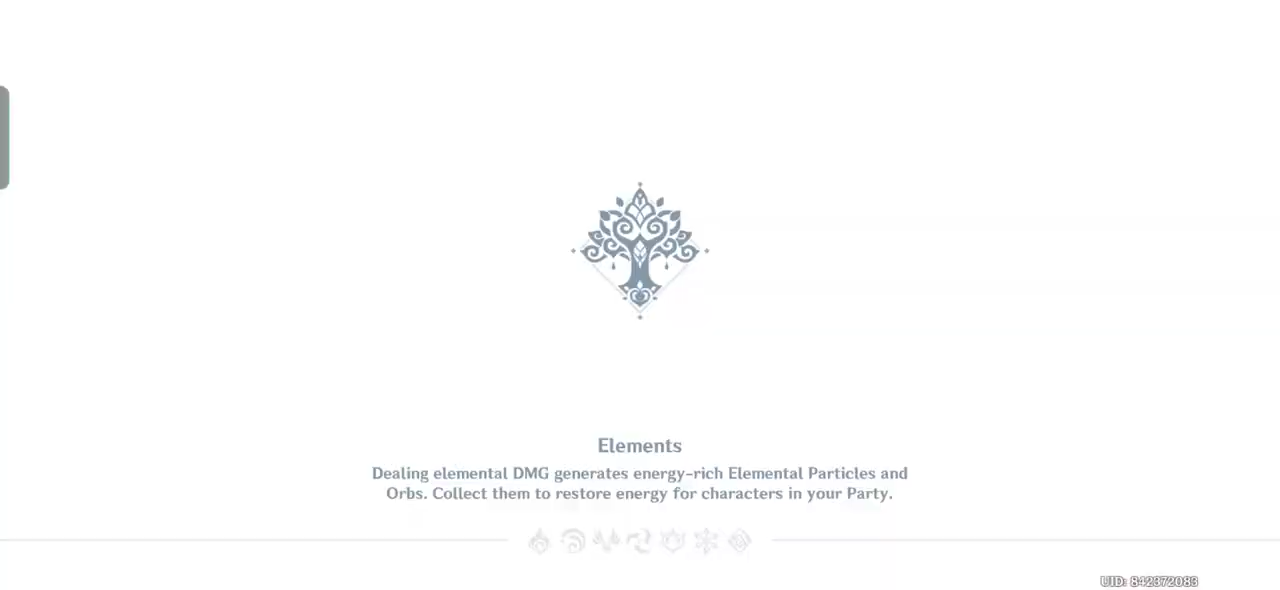 Elements
Dealing elemental DMG generates energy-rich Elemental Particles and
Orbs. Collect them to restore energy for characters in your Party.
UID: 842372083